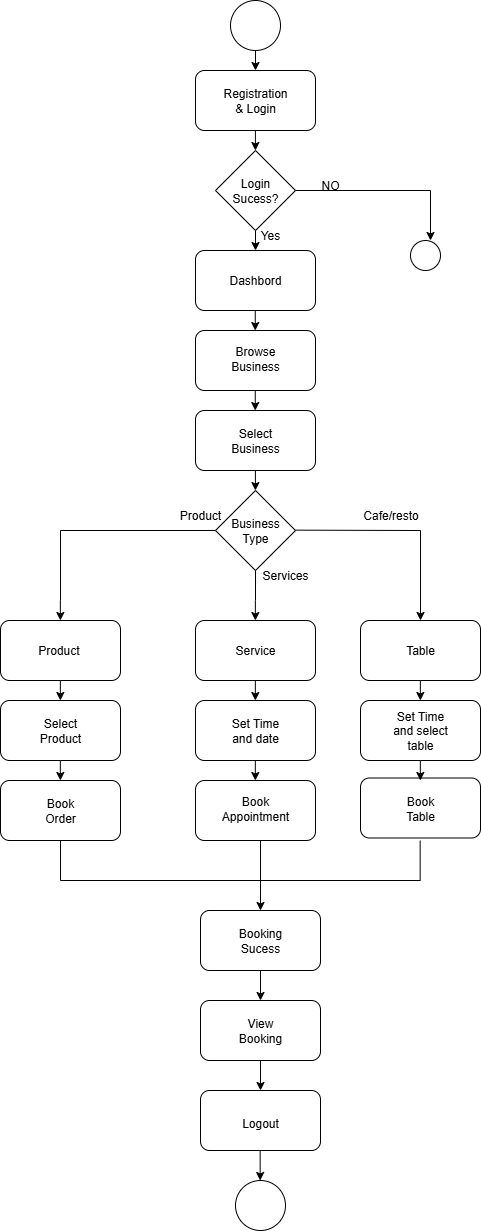 Registration
& Login
Login
Sucess?
NO
Yes
Dashbord
Browse
Business
Select
Business
Product
Business
Type
Cafe/resto
Services
Product
Service
Table
Select
Product
Set Time
and date
Set Time
and select
table
Book
Order
Book
Appointment
Book
Table
Booking
Sucess
View
Booking
Logout